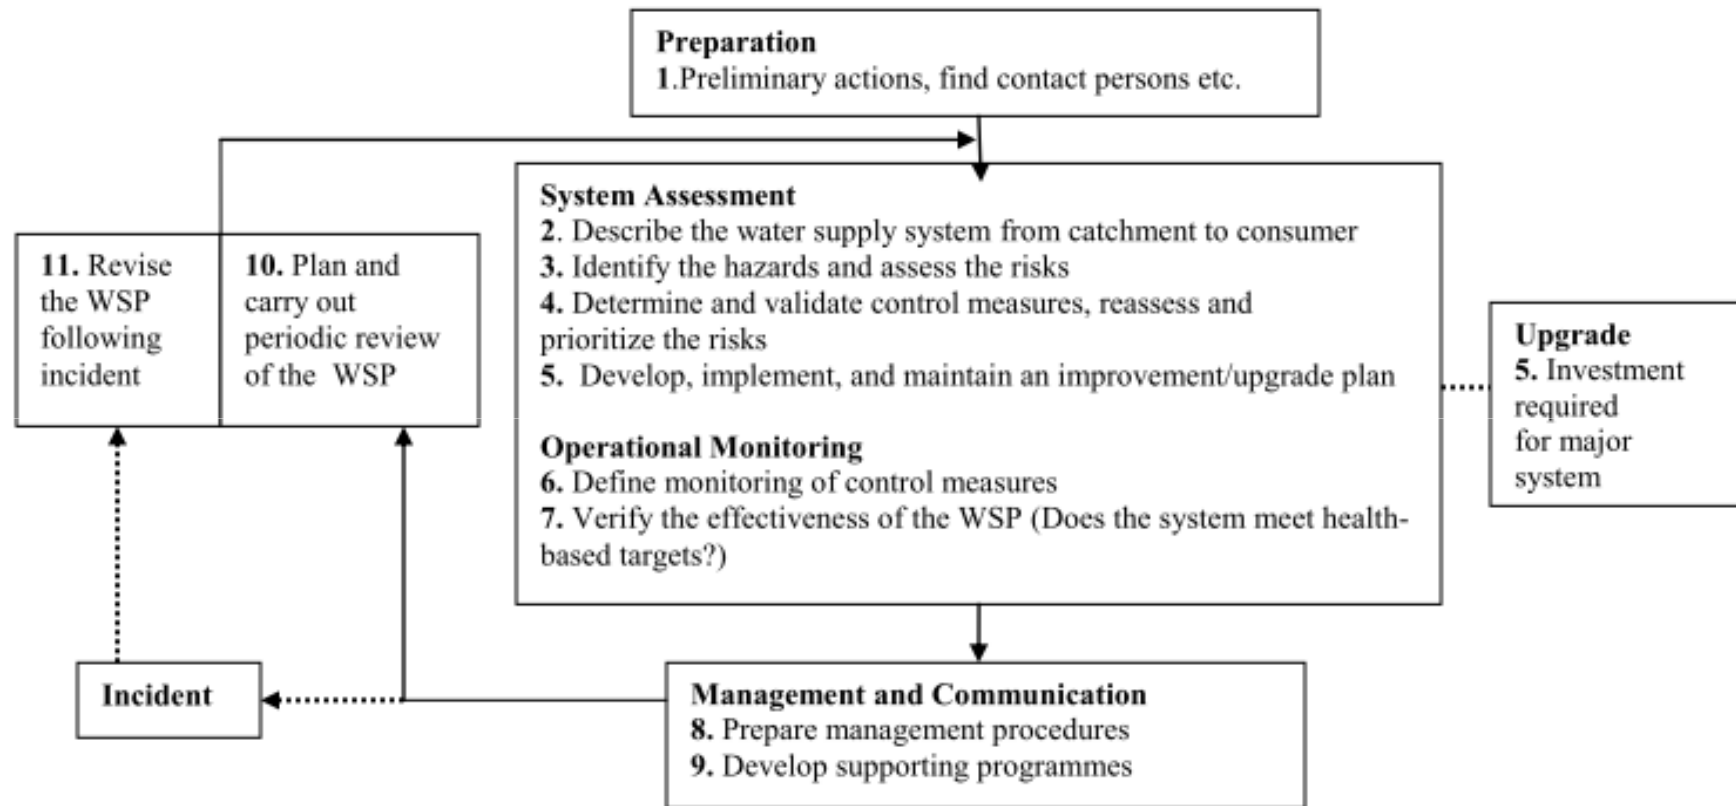 Preparation
1.Preliminary actions, find contact persons etc.
System Assessment
2. Describe the water supply system from catchment to consumer
3. Identify the hazards and assess the risks
4. Determine and validate control measures, reassess and
prioritize the risks
5. Develop, implement, and maintain an improvement/upgrade plan
Operational Monitoring
6. Define monitoring of control measures
7. Verify the effectiveness of the WSP (Does the system meet health-
based targets?)
Upgrade
5. Investment
required
for major
system
11. Revise
the WSP
following
incident
10. Plan and
carry out
periodic review
of the WSP
Incident
Management and Communication
8. Prepare management procedures
9. Develop supporting programmes